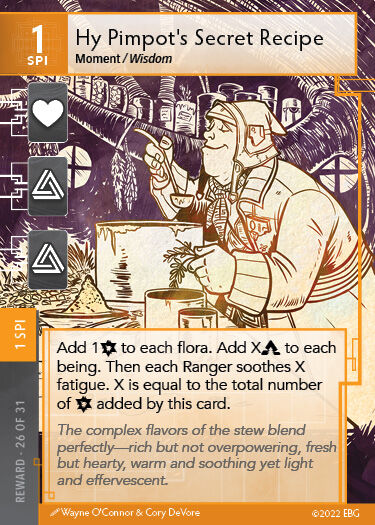 1
SPI
Hy Pimpot's Secret Recipe
Moment / Wisdom
1 SPI
REWARD - 26 OF 31
Add 1 to each flora. Add X to each
being. Then each Ranger soothes X
fatigue. X is equal to the total number
of added by this card.
The complex flavors of the stew blend
perfectly—rich but not overpowering, fresh
but hearty, warm and soothing yet light
and effervescent.
Wayne O'Connor & Cory DeVore
©2022 EBG